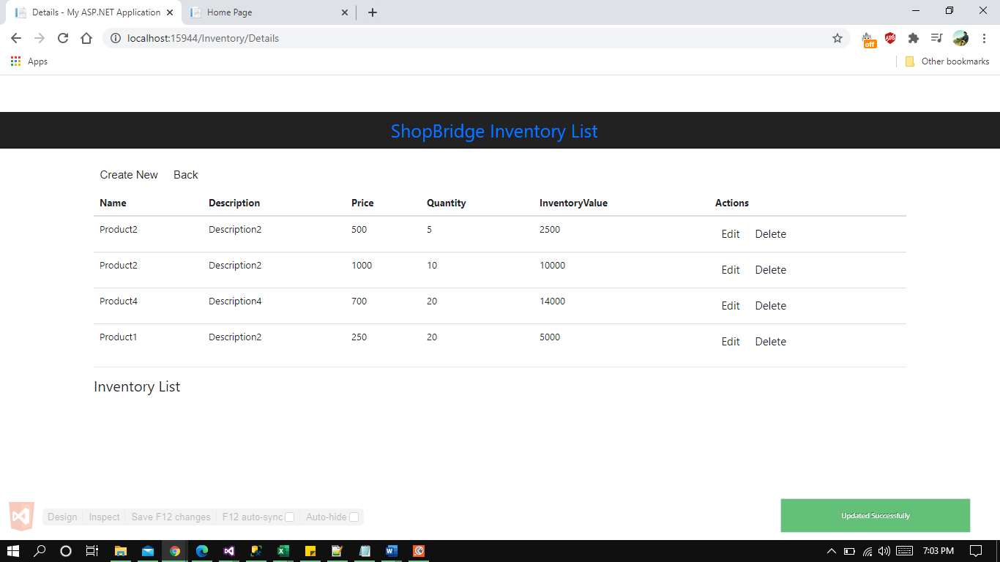 Details - My ASP.NET Application
Home Page
localhost:15944/Inventory/Details
off
ABP
Apps
Other bookmarks
ShopBridge Inventory List
Create New Back
Name Description Price Quantity InventoryValue Actions
Product2 Description2 500 5 2500 Edit Delete
Product2 Description2 1000 10 10000 Edit Delete
Product4 Description4 700 20 14000 Edit Delete
Product1 Description2 250 20 5000 Edit Delete
Inventory List
Design Inspect Save F12 changes F12 auto-sync Auto-hide
Updated Successfully
7:03 PM